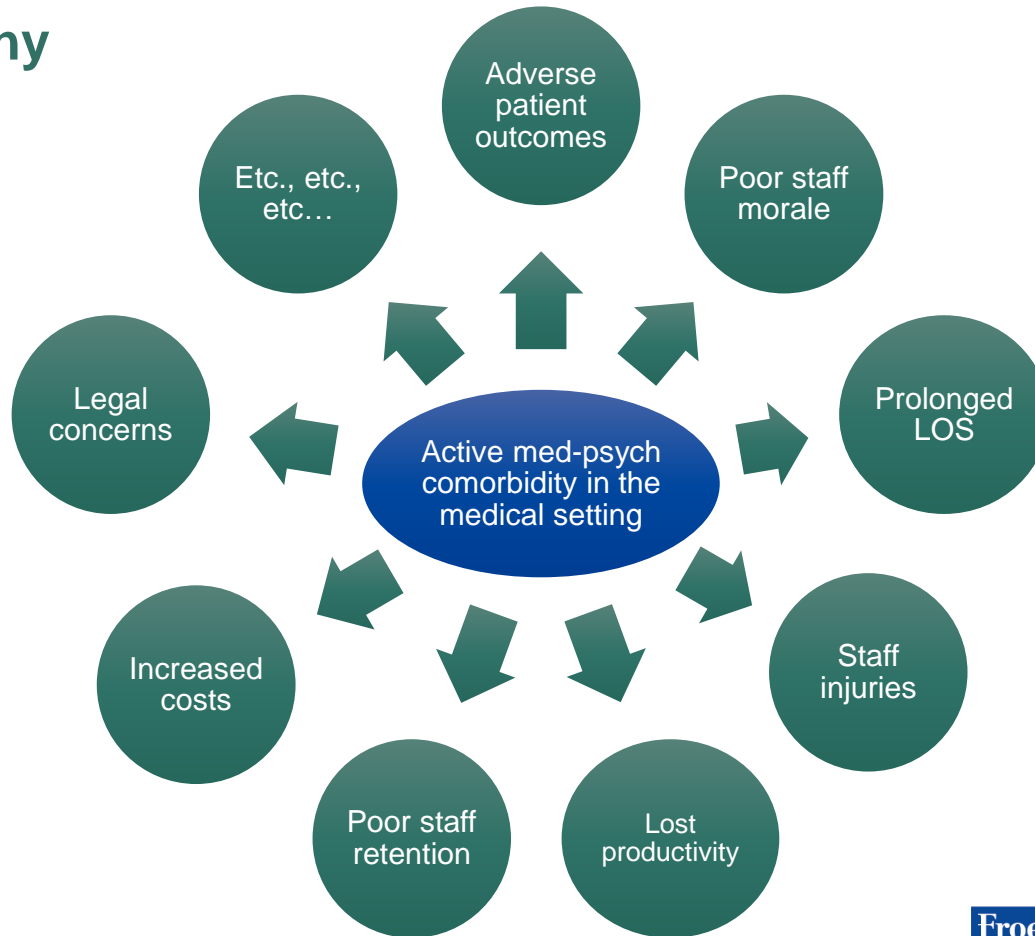 Adverse
patient
outcomes
Poor staff
morale
Prolonged
LOS
Staff
injuries
Lost
productivity
Poor staff
retention
Increased
costs
Legal
concerns
Etc., etc.,
etc…
Active med-psych
comorbidity in the
medical setting